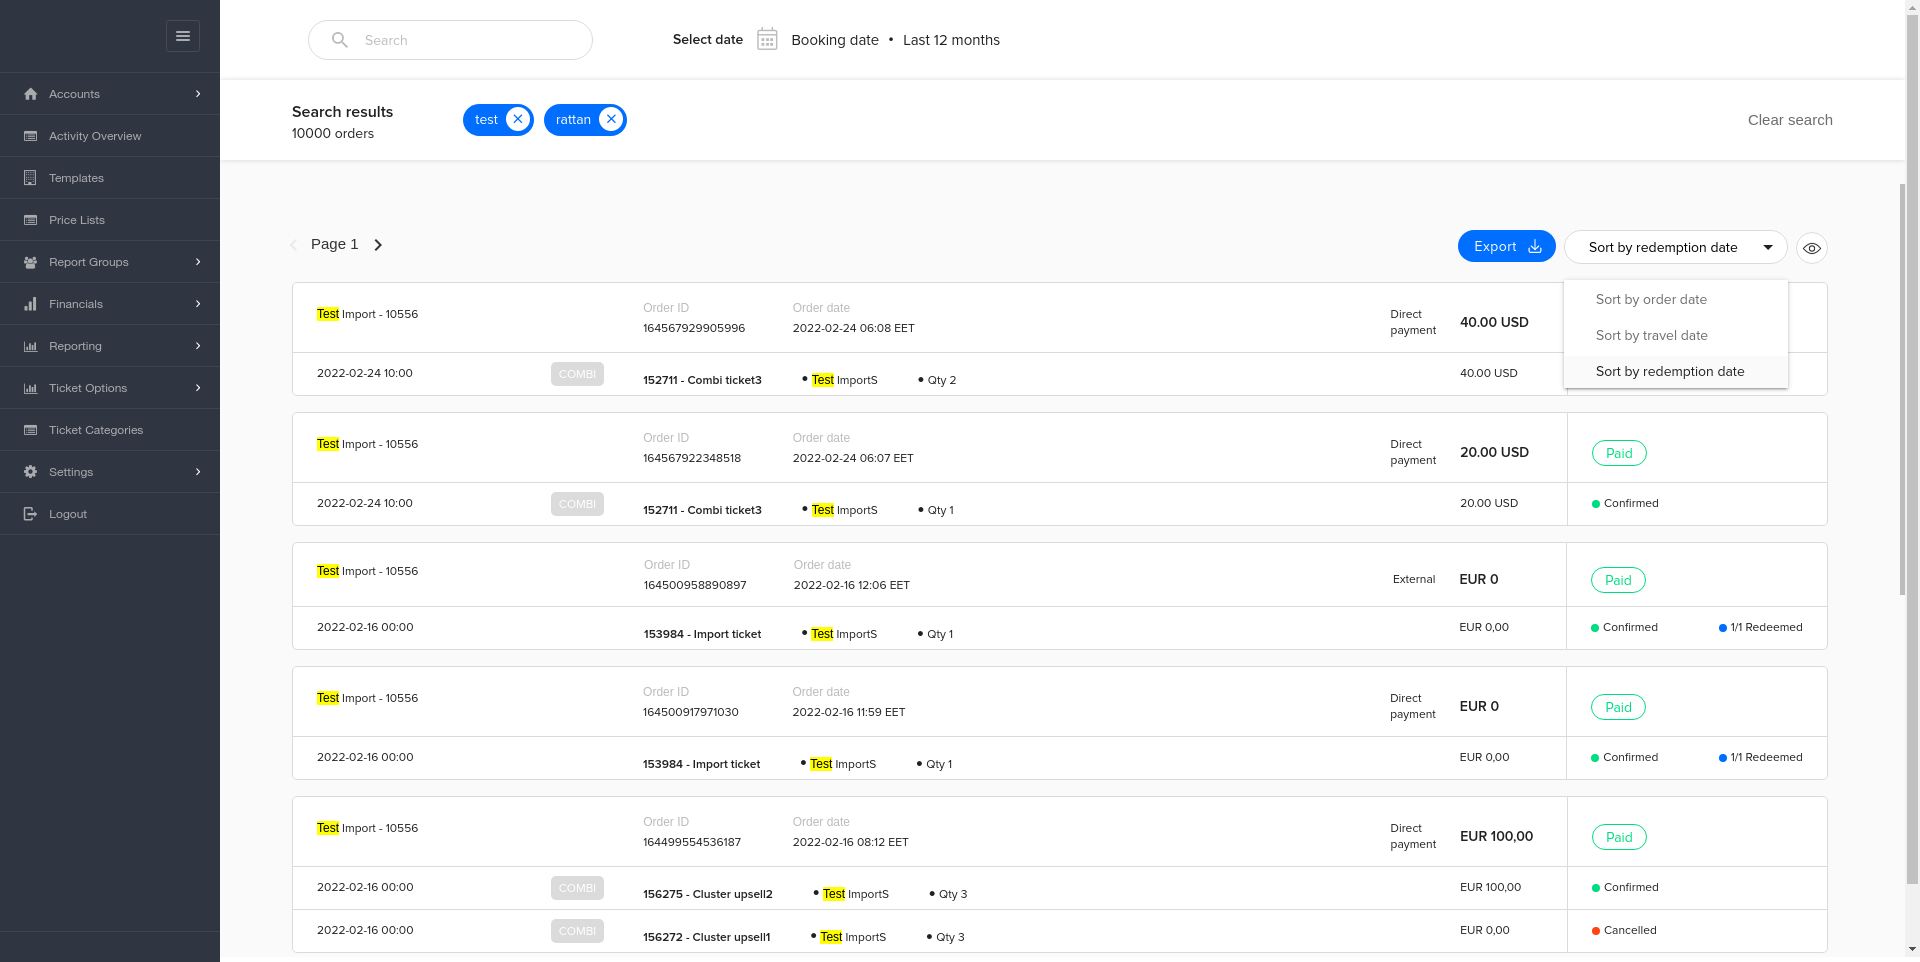 Search
Select date
Booking date • Last 12 months
Accounts
Activity Overview
Templates
Price Lists
Report Groups
Financials
Reporting
Ticket Options
Ticket Categories
Settings
Logout
Search results
10000 orders
test
rattan
Clear search
Page 1
Export
Sort by redemption date
Sort by order date
Sort by travel date
Sort by redemption date
Test Import - 10556
Order ID
164567929905996
Order date
2022-02-24 06:08 EET
Direct
payment
40.00 USD
2022-02-24 10:00
COMBI
152711 - Combi ticket3
• Test ImportS
• Qty 2
40.00 USD
Test Import - 10556
Order ID
164567922348518
Order date
2022-02-24 06:07 EET
Direct
payment
20.00 USD
Paid
2022-02-24 10:00
COMBI
152711 - Combi ticket3
• Test ImportS
• Qty 1
20.00 USD
Confirmed
Test Import - 10556
Order ID
164500958890897
Order date
2022-02-16 12:06 EET
External
EUR 0
Paid
2022-02-16 00:00
153984 - Import ticket
• Test ImportS
• Qty 1
EUR 0,00
Confirmed
1/1 Redeemed
Test Import - 10556
Order ID
164500917971030
Order date
2022-02-16 11:59 EET
Direct
payment
EUR 0
Paid
2022-02-16 00:00
153984 - Import ticket
• Test ImportS
• Qty 1
EUR 0,00
Confirmed
1/1 Redeemed
Test Import - 10556
Order ID
164499554536187
Order date
2022-02-16 08:12 EET
Direct
payment
EUR 100,00
Paid
2022-02-16 00:00
COMBI
156275 - Cluster upsell2
• Test ImportS
• Qty 3
EUR 100,00
Confirmed
2022-02-16 00:00
COMBI
156272 - Cluster upsell1
• Test ImportS
• Qty 3
EUR 0,00
Cancelled